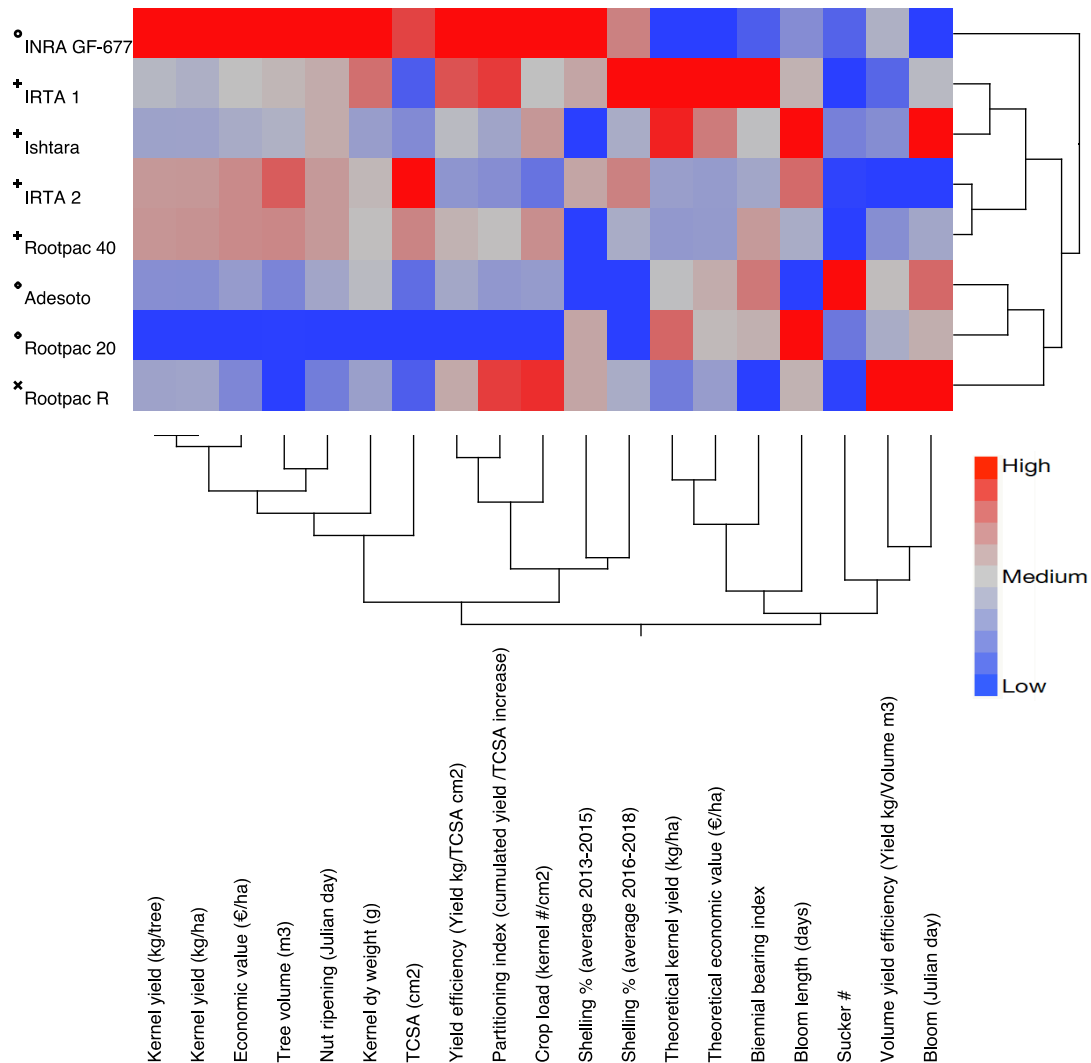 INRA GF-677
IRTA 1
Ishtara
IRTA 2
Rootpac 40
Adesoto
Rootpac 20
Rootpac R
High
Medium
Low
Kernel yield (kg/tree)
Kernel yield (kg/ha)
Economic value (€/ha)
Tree volume (m3)
Nut ripening (Julian day)
Kernel dy weight (g)
TCSA (cm2)
Yield efficiency (Yield kg/TCSA cm2)
Partitioning index (cumulated yield /TCSA increase)
Crop load (kernel #/cm2)
Shelling % (average 2013-2015)
Shelling % (average 2016-2018)
Theoretical kernel yield (kg/ha)
Theoretical economic value (€/ha)
Biennial bearing index
Bloom length (days)
Sucker #
Volume yield efficiency (Yield kg/Volume m3)
Bloom (Julian day)